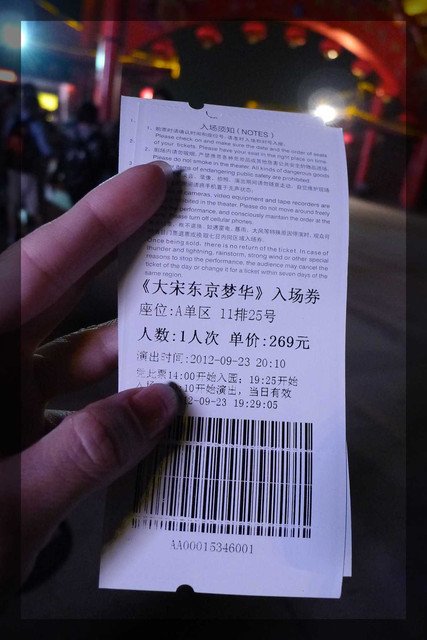 入场须知（NOTES）
Please check on and make sure the date and the order of seats
of your tickets. Please have your seat in the right place on time.
Please do not smoke in the theater. All kinds of dangerous goods
of endangering public safety are prohibited.
cameras, video equipment and tape recorders are
in the theater. Please do not move around freely
performance, and consciously maintain the order at the
Please turn off cellular phones.
Once being sold, there is no return of the ticket. In case of
thunder and lightning, rainstorm, strong wind or other special
reasons to stop the performance, the audience may cancel the
ticket of the day or change it for a ticket within seven days of the
same region.
《大宋东京梦华》入场券
座位:A单区 11排25号
人数:1人次 单价:269元
演出时间:2012-09-23 20:10
凭此票14:00开始入园; 19:25开始
10开始演出, 当日有效
12-09-23 19:29:05
AA00015346001